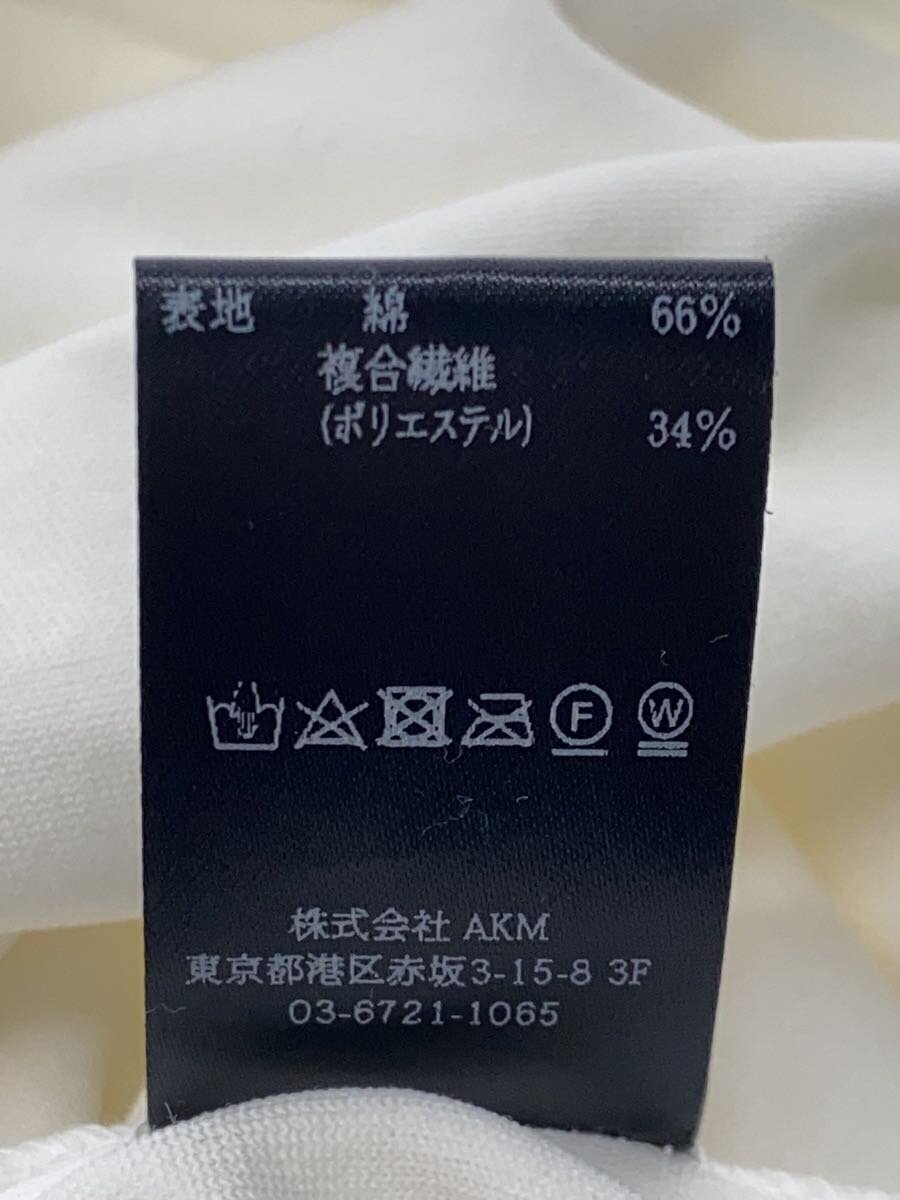 表地 綿 66%
複合繊維
(ポリエステル) 34%
F W
株式会社 AKM
東京都港区赤坂3-15-8 3F
03-6721-1065